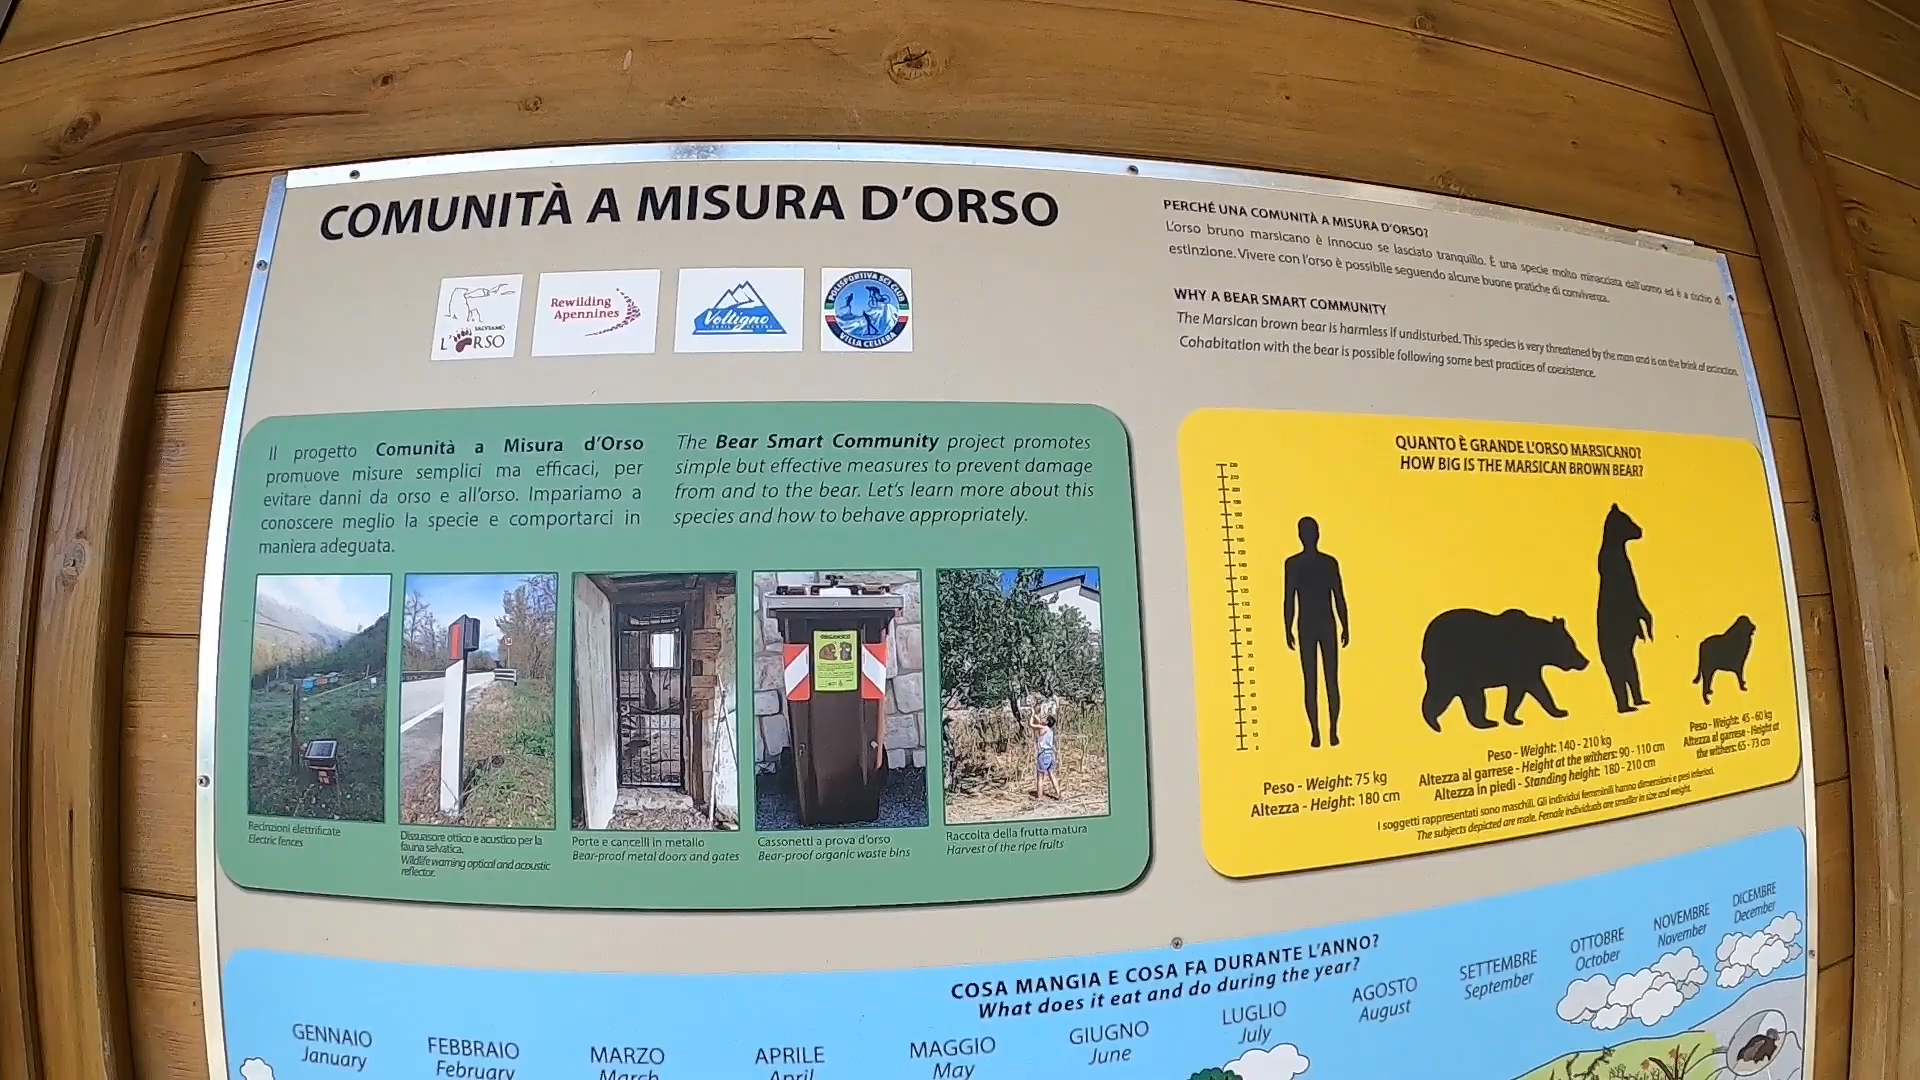 COMUNITÀ A MISURA D'ORSO
SALVIAMO
L'ORSO
Rewilding
Apennines
Voltigno
POLISPORTIVA SCI CLUB
VILLA CELIERA
PERCHÉ UNA COMUNITÀ A MISURA D'ORSO?
L'orso bruno marsicano è innocuo se lasciato tranquillo. È una specie molto minacciata dall'uomo ed è a rischio di
estinzione. Vivere con l'orso è possibile seguendo alcune buone pratiche di convivenza.
WHY A BEAR SMART COMMUNITY
The Marsican brown bear is harmless if undisturbed. This species is very threatened by the man and is on the brink of extinction.
Cohabitation with the bear is possible following some best practices of coexistence.
Il progetto Comunità a Misura d'Orso
promuove misure semplici ma efficaci, per
evitare danni da orso e all'orso. Impariamo a
conoscere meglio la specie e comportarci in
maniera adeguata.
The Bear Smart Community project promotes
simple but effective measures to prevent damage
from and to the bear. Let's learn more about this
species and how to behave appropriately.
ORGANICO
Recinzioni elettrificate
Electric fences
Dissuasore ottico e acustico per la
fauna selvatica.
Wildlife warning optical and acoustic
reflector.
Porte e cancelli in metallo
Bear-proof metal doors and gates
Cassonetti a prova d'orso
Bear-proof organic waste bins
Raccolta della frutta matura
Harvest of the ripe fruits
QUANTO È GRANDE L'ORSO MARSICANO?
HOW BIG IS THE MARSICAN BROWN BEAR?
Peso - Weight: 75 kg
Altezza - Height: 180 cm
Peso - Weight: 140 - 210 kg
Altezza al garrese - Height at the withers: 90 - 110 cm
Altezza in piedi - Standing height: 180 - 210 cm
Peso - Weight: 45 - 60 kg
Altezza al garrese - Height at
the withers: 65 - 73 cm
I soggetti rappresentati sono maschili. Gli individui femminili hanno dimensioni e pesi inferiori.
The subjects depicted are male. Female individuals are smaller in size and weight.
COSA MANGIA E COSA FA DURANTE L'ANNO?
What does it eat and do during the year?
GENNAIO
January
FEBBRAIO
February
MARZO
March
APRILE
April
MAGGIO
May
GIUGNO
June
LUGLIO
July
AGOSTO
August
SETTEMBRE
September
OTTOBRE
October
NOVEMBRE
November
DICEMBRE
December